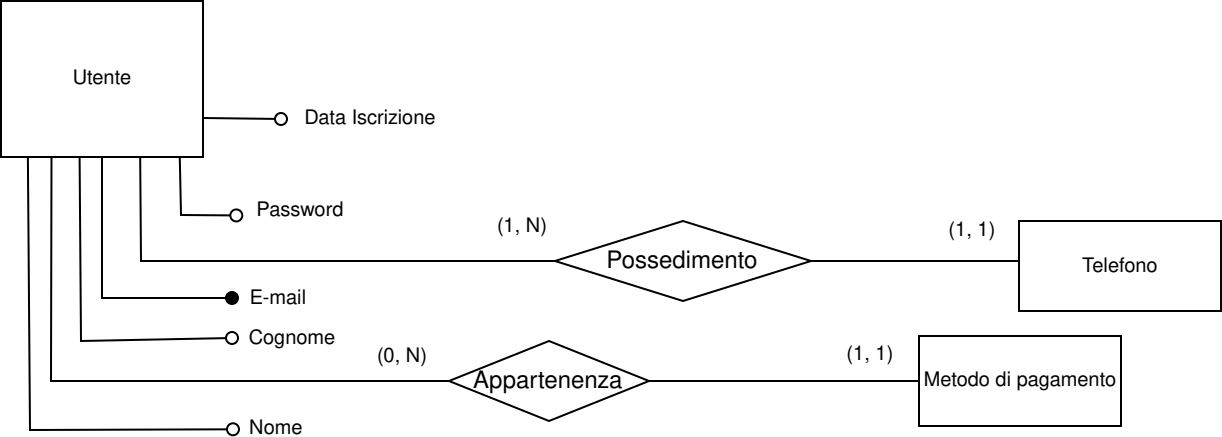 Utente
Data Iscrizione
Password
(1, N)
(1, 1)
Possedimento
Telefono
E-mail
Cognome
(0, N)
(1, 1)
Appartenenza
Metodo di pagamento
Nome